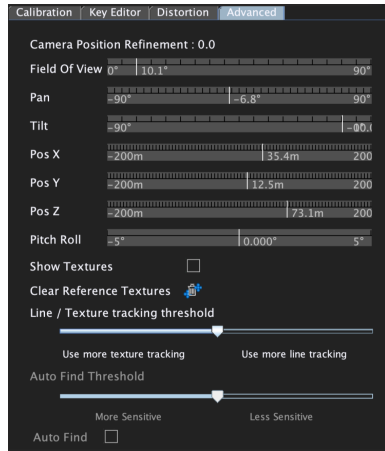 Calibration Key Editor Distortion Advanced
Camera Position Refinement : 0.0
Field Of View 0° 10.1° 90°
Pan -90° -6.8° 90°
Tilt -90°
Pos X -200m 35.4m 200
Pos Y -200m 12.5m 200
Pos Z -200m 73.1m 200
Pitch Roll -5° 0.000° 5°
Show Textures
Clear Reference Textures
Line / Texture tracking threshold
Use more texture tracking Use more line tracking
Auto Find Threshold
More Sensitive Less Sensitive
Auto Find